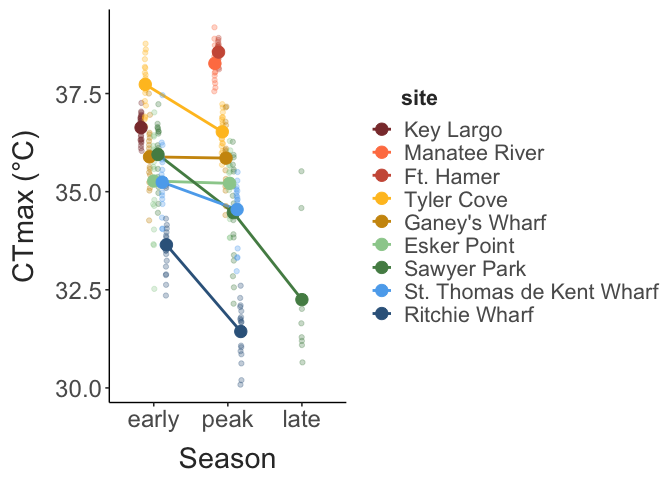 CTmax (°C)
37.5
35.0
32.5
30.0
early peak late
Season
site
Key Largo
Manatee River
Ft. Hamer
Tyler Cove
Ganey's Wharf
Esker Point
Sawyer Park
St. Thomas de Kent Wharf
Ritchie Wharf